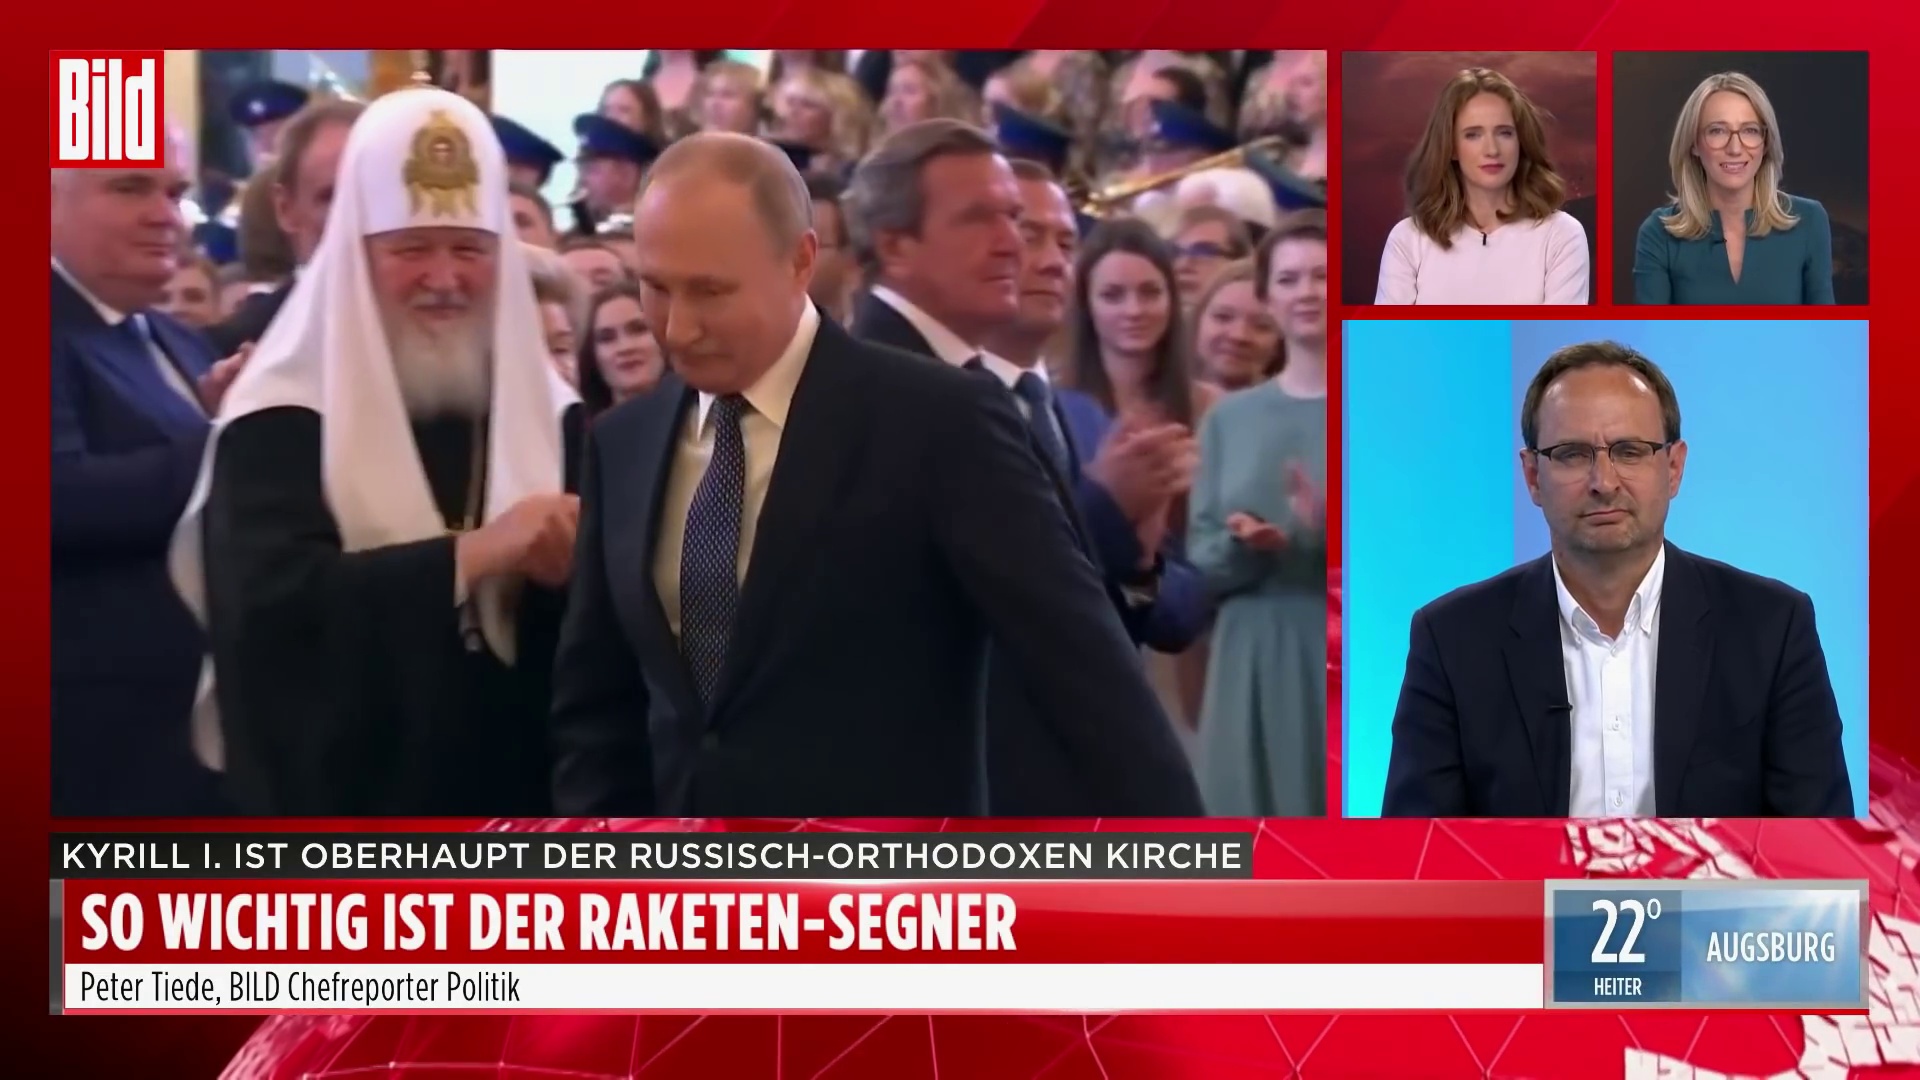 Bild
KYRILL I. IST OBERHAUPT DER RUSSISCH-ORTHODOXEN KIRCHE
SO WICHTIG IST DER RAKETEN-SEGNER
Peter Tiede, BILD Chefreporter Politik
22°
HEITER
AUGSBURG